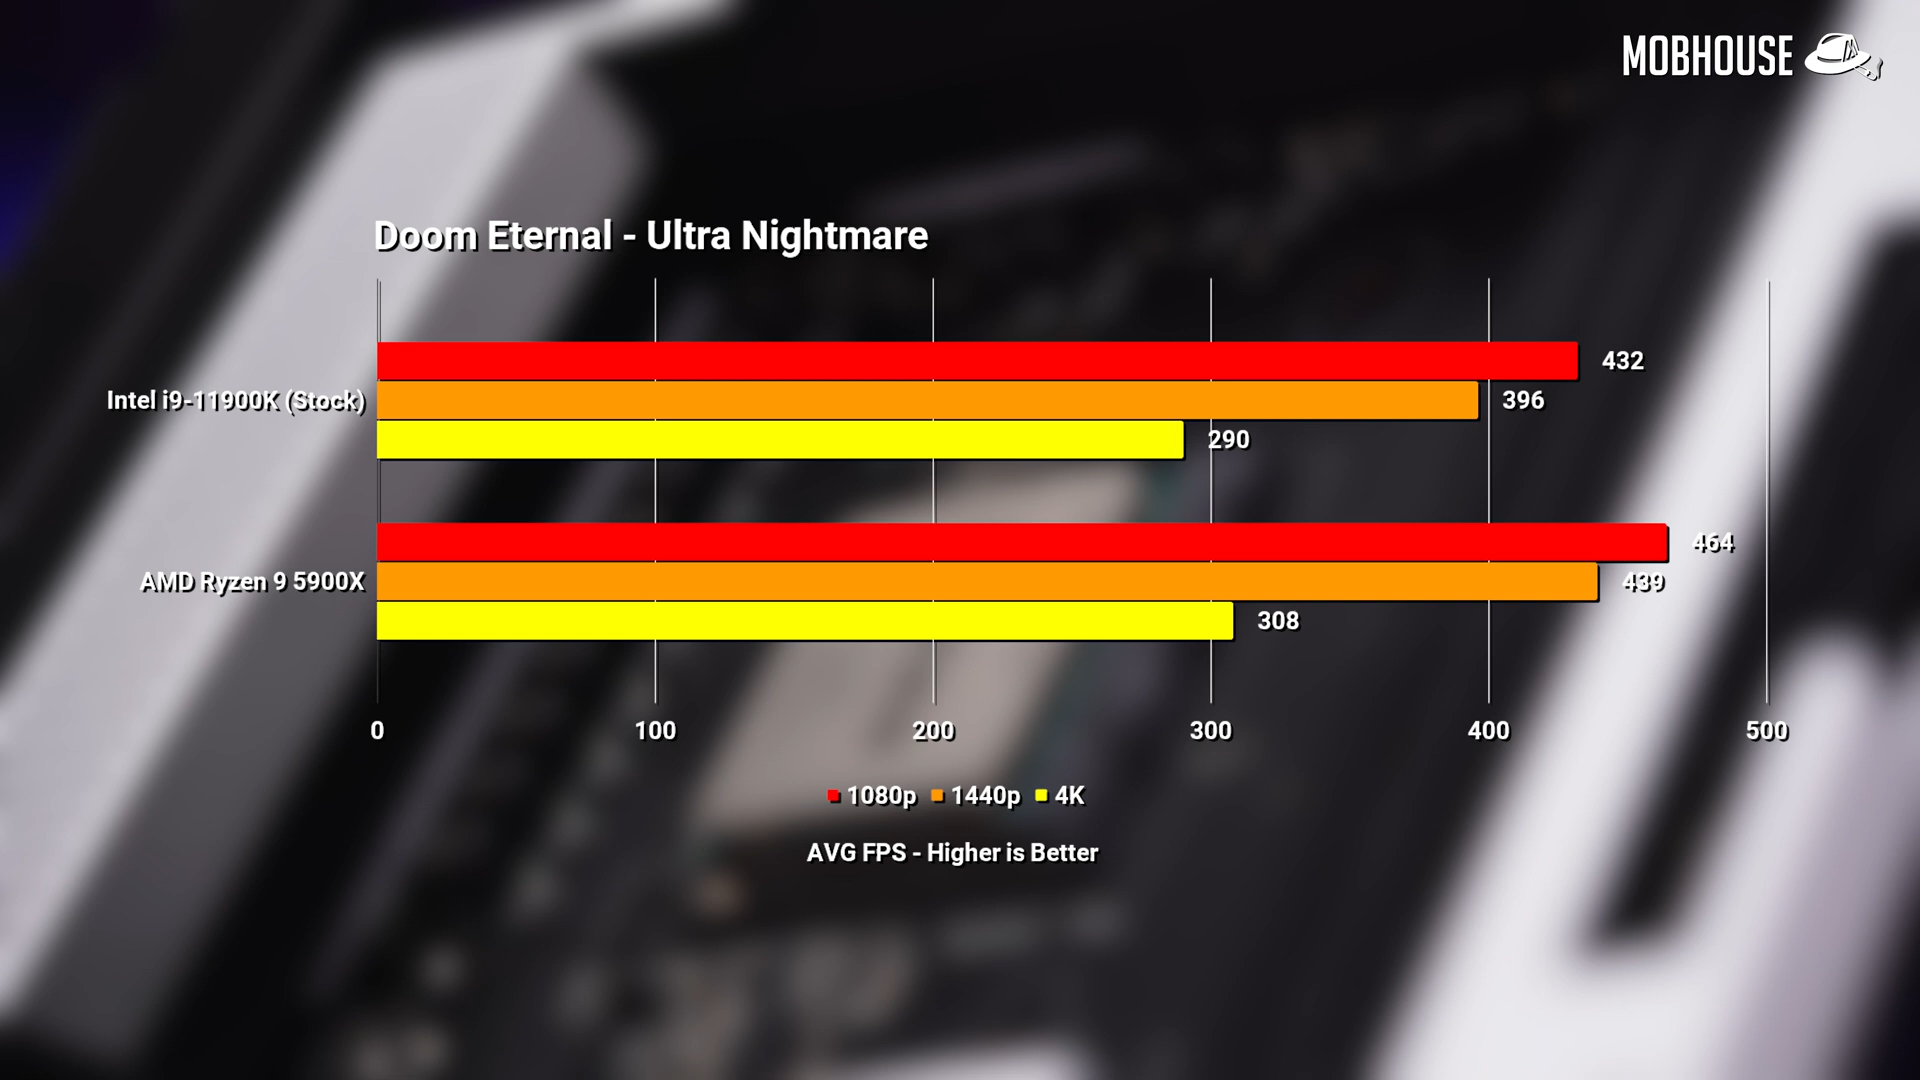 MOBHOUSE
Doom Eternal - Ultra Nightmare
432
Intel i9-11900K (Stock)
396
290
464
AMD Ryzen 9 5900X
439
308
0 100 200 300 400 500
1080p 1440p 4K
AVG FPS - Higher is Better